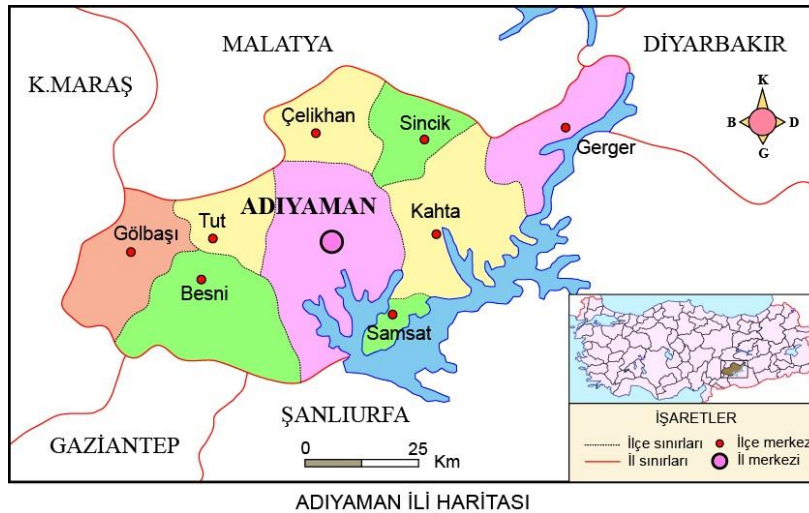 MALATYA
DİYARBAKIR
K.MARAŞ
K
B
D
G
Çelikhan
Sincik
Gerger
ADIYAMAN
Tut
Kahta
Gölbaşı
Besni
Samsat
ŞANLIURFA
GAZİANTEP
0 25
Km
İŞARETLER
İlçe sınırları
İlçe merkezi
İl sınırları
İl merkezi
ADIYAMAN İLİ HARİTASI